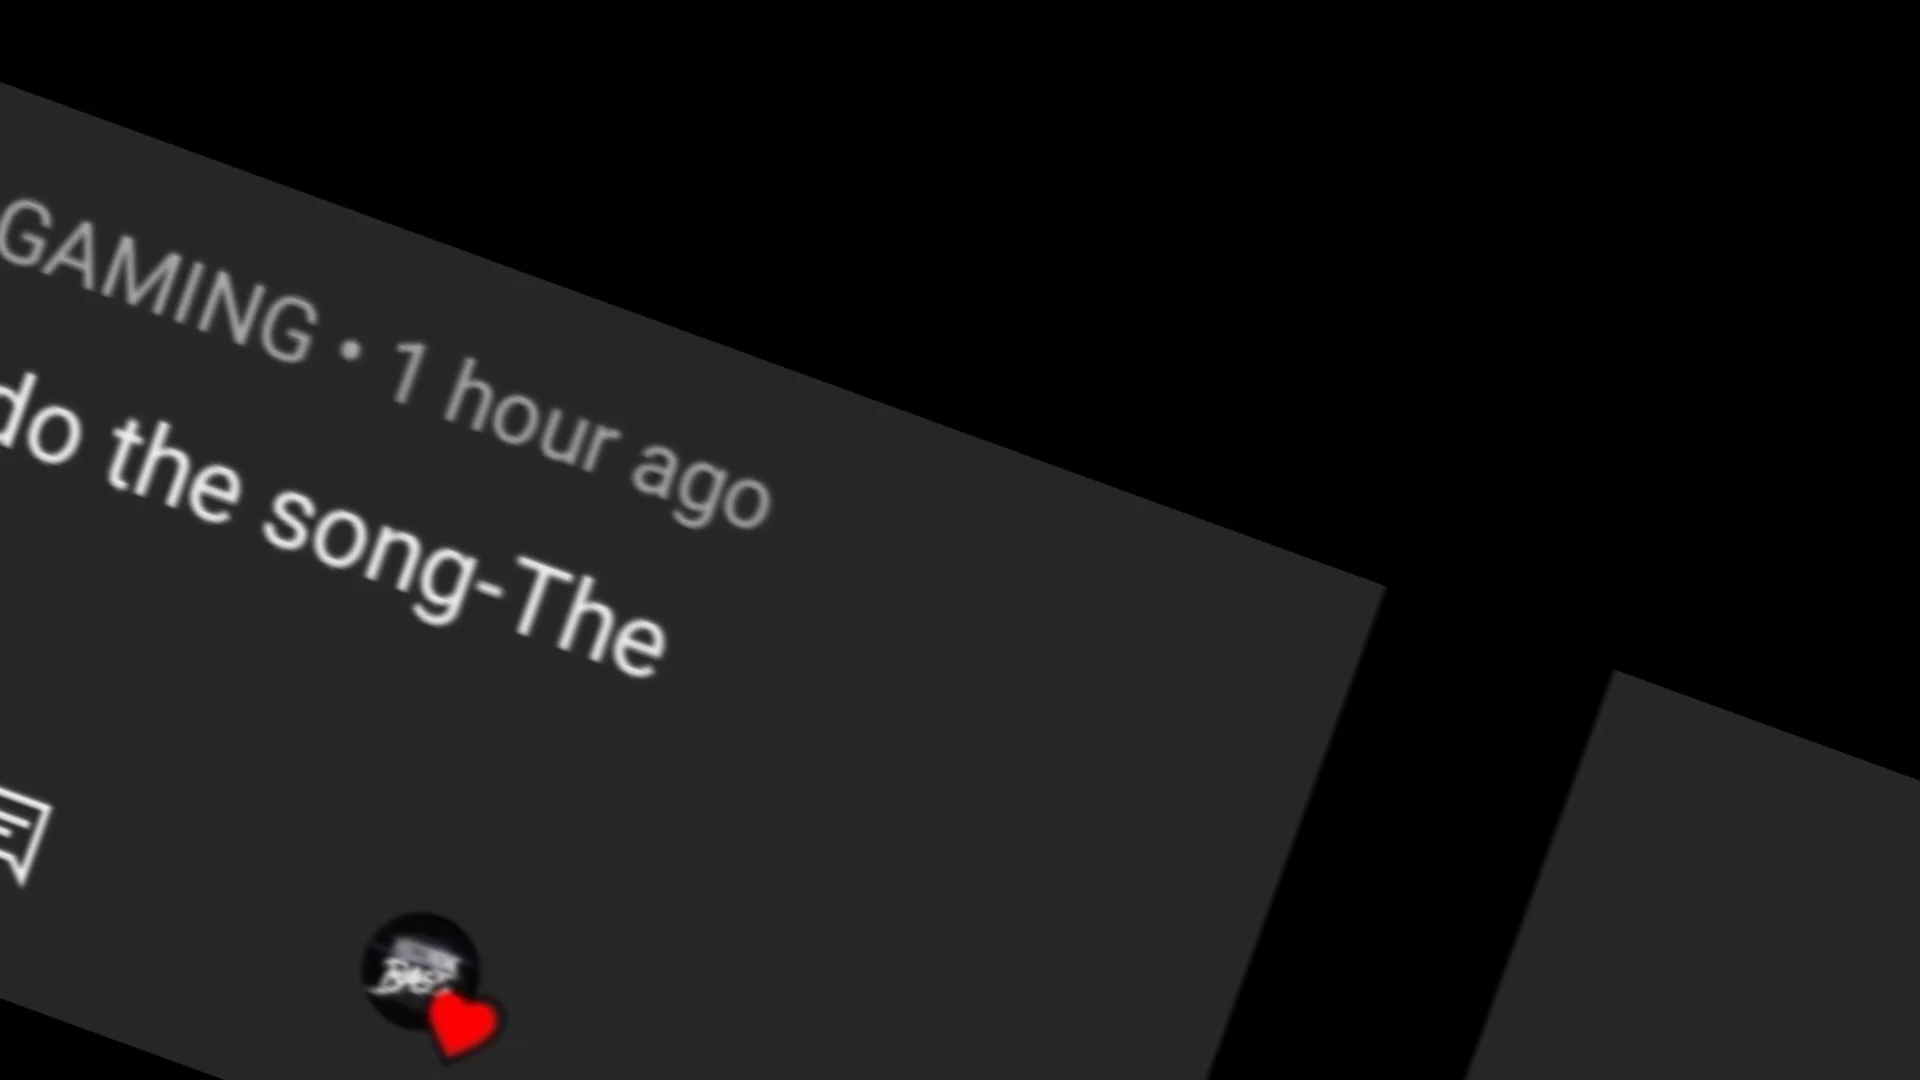 GAMING • 1 hour ago
do the song-The